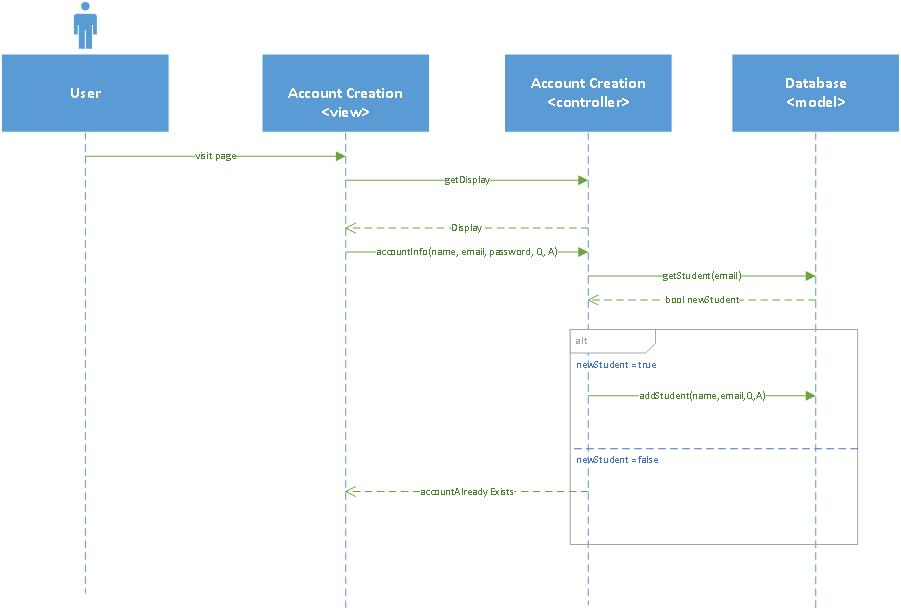 User
Account Creation
<view>
Account Creation
<controller>
Database
<model>
visit page
getDisplay
Display
accountInfo(name, email, password, Q, A)
getStudent(email)
bool newStudent
alt
newStudent = true
addStudent(name,email,Q,A)
newStudent = false
accountAlready Exists